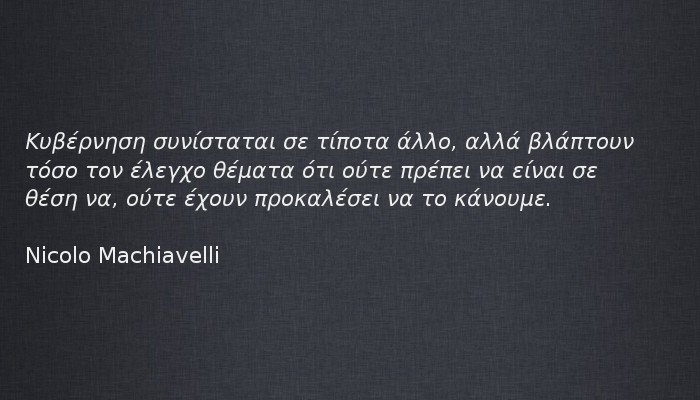 Κυβέρνηση συνίσταται σε τίποτα άλλο, αλλά βλάπτουν
τόσο τον έλεγχο θέματα ότι ούτε πρέπει να είναι σε
θέση να, ούτε έχουν προκαλέσει να το κάνουμε.
Nicolo Machiavelli